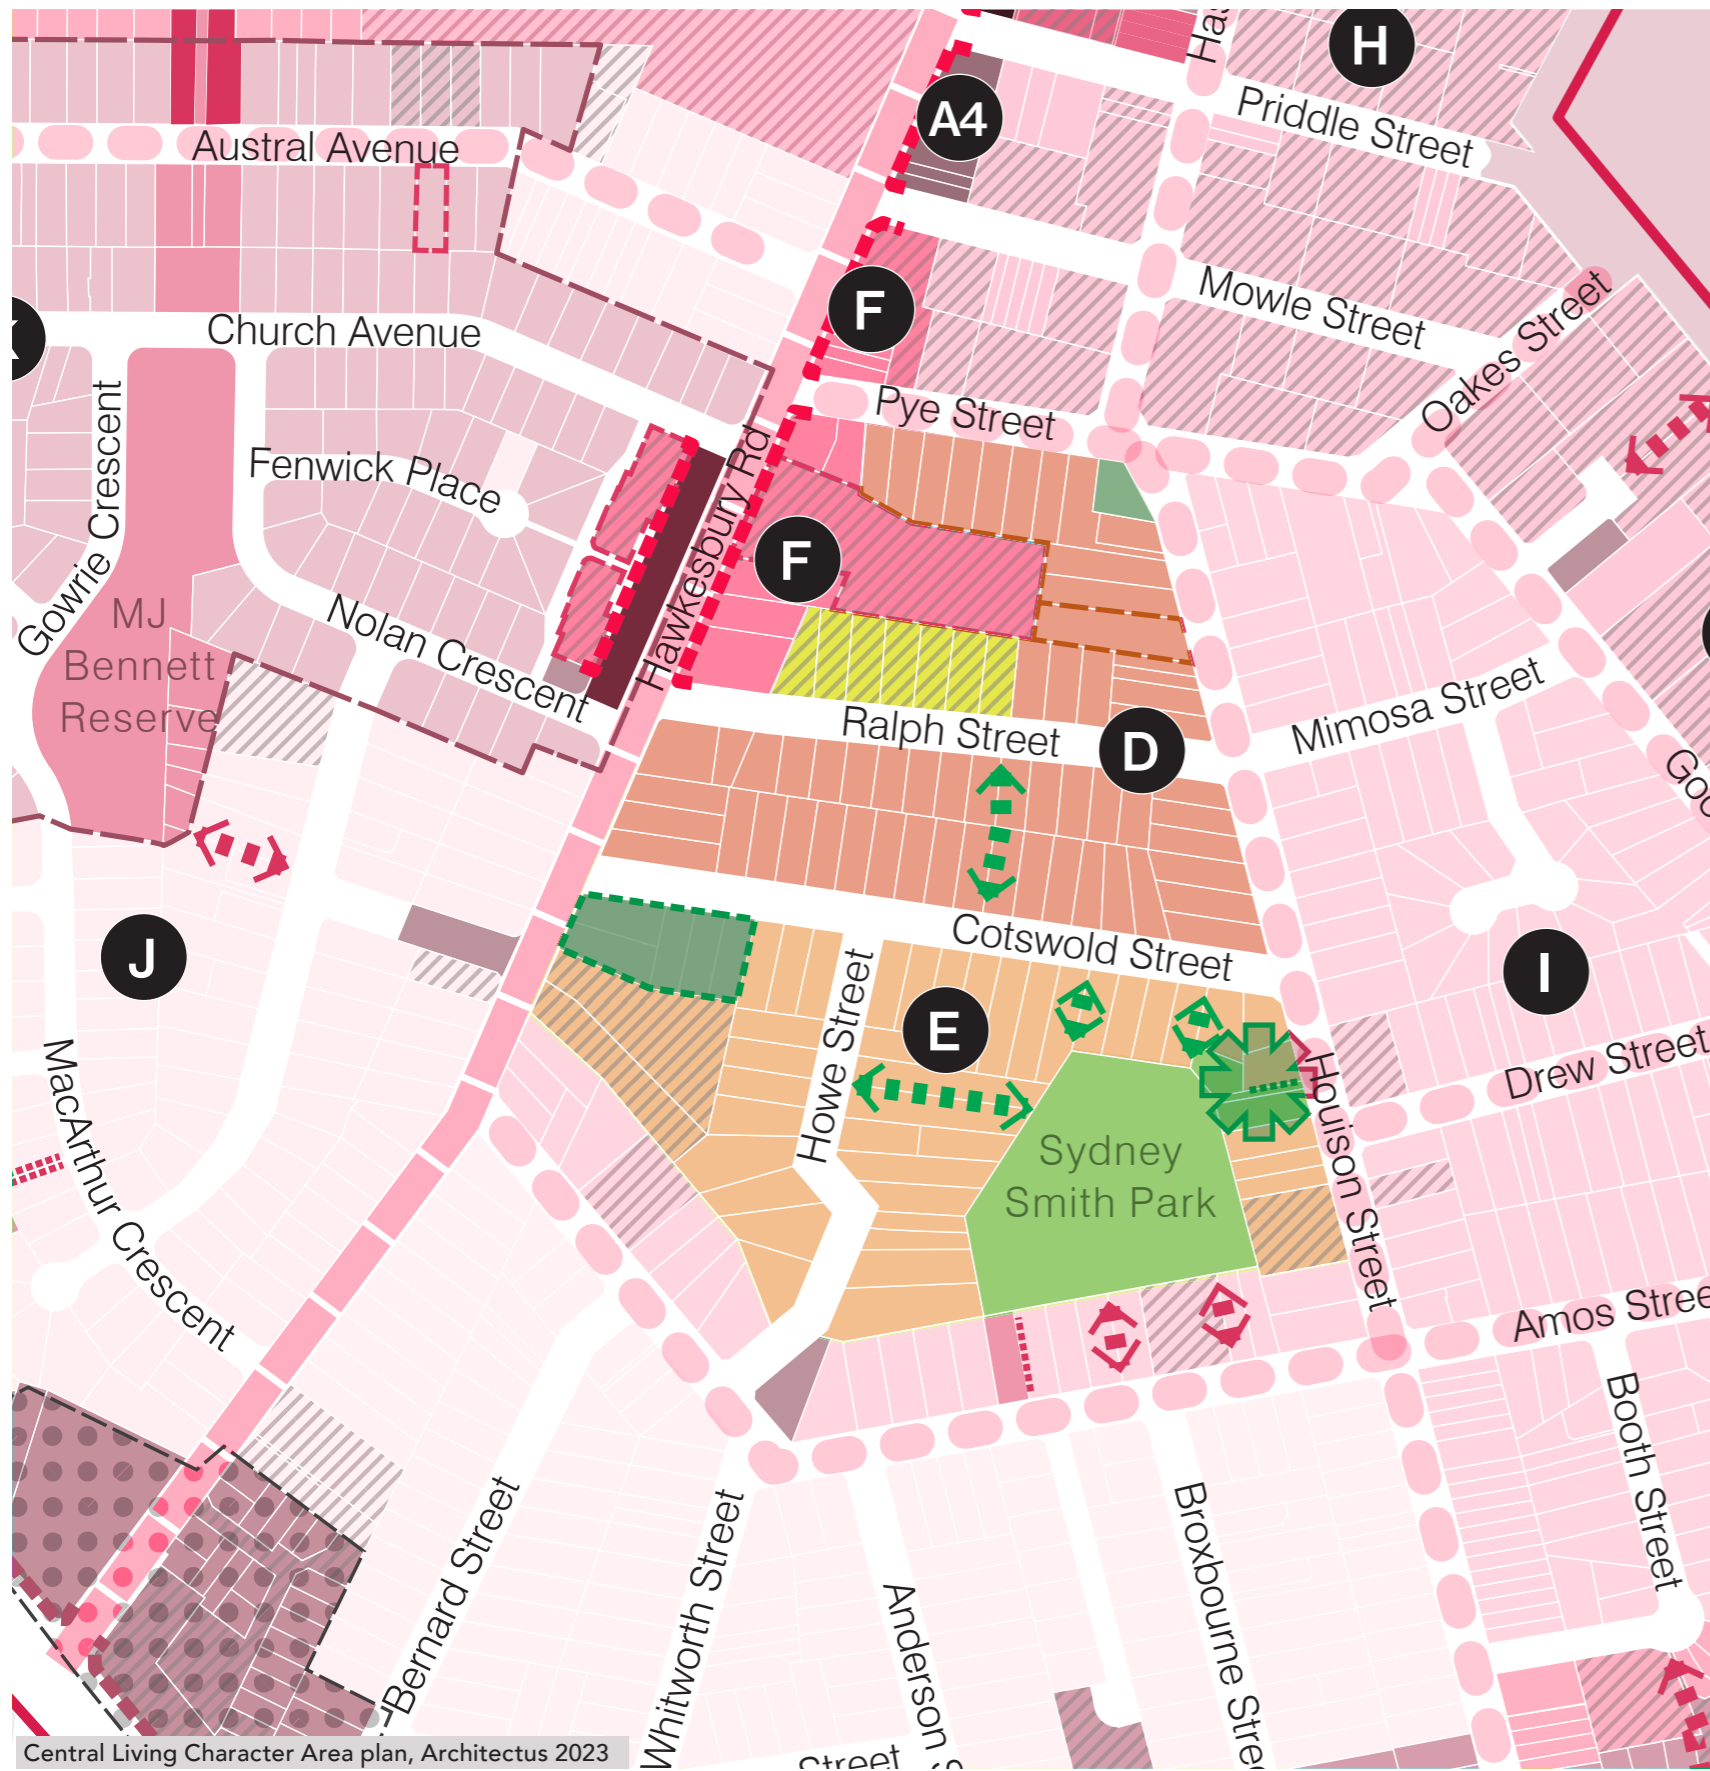 Has
H
A4
Priddle Street
Austral Avenue
Mowle Street
F
Oakes Street
Church Avenue
K
Pye Street
Gowrie Crescent
Fenwick Place
Hawkesbury Rd
F
MJ
Bennett
Reserve
Nolan Crescent
Ralph Street
D
Mimosa Street
Goo
Cotswold Street
J
E
I
Howe Street
MacArthur Crescent
Drew Street
Houison Street
Sydney
Smith Park
Amos Stree
Booth Street
Bernard Street
Whitworth Street
Anderson S
Broxbourne Stree
Street
Central Living Character Area plan, Architectus 2023